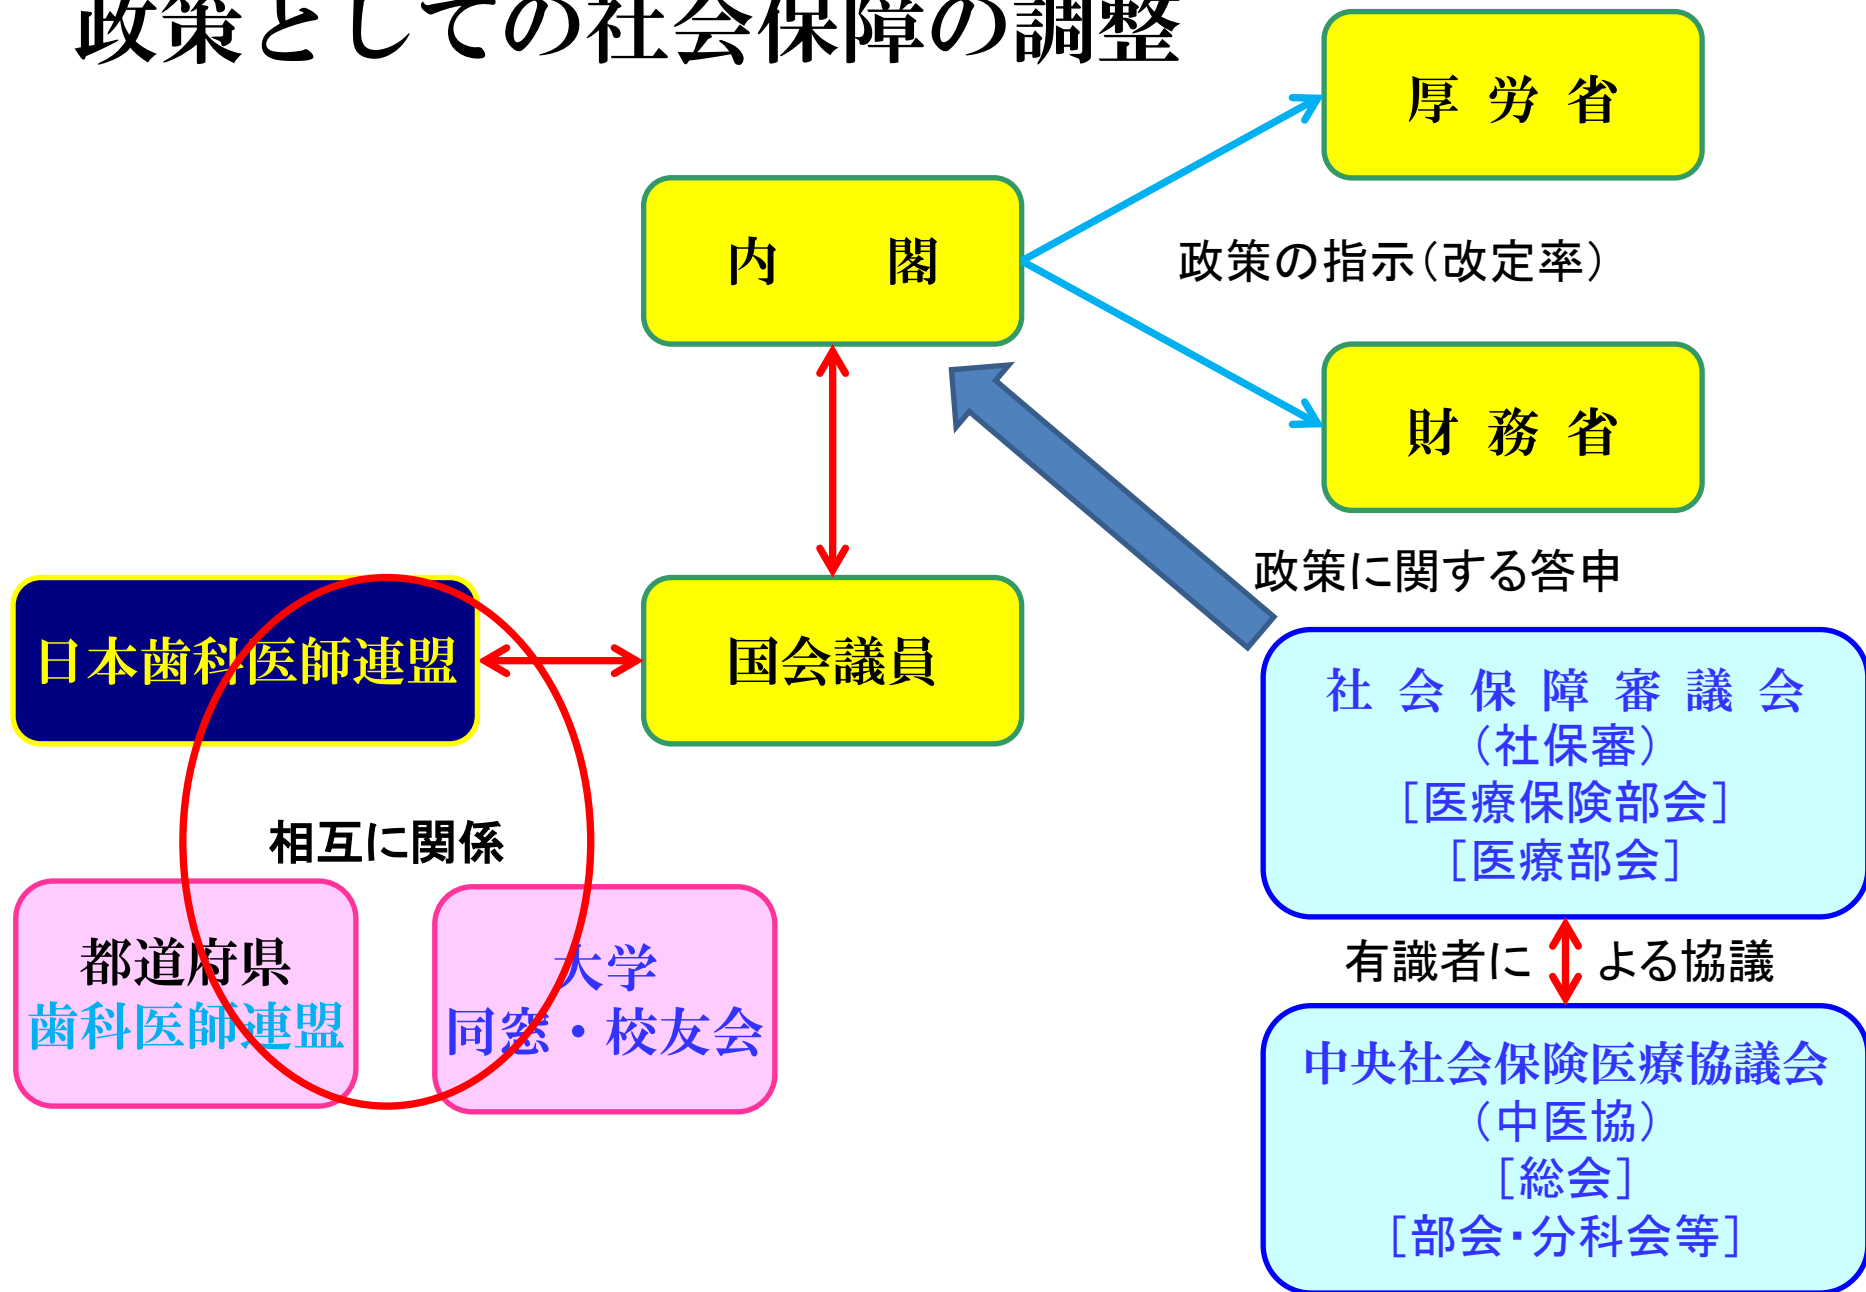 政策としての社会保障の調整
厚 労 省
内　　閣
政策の指示（改定率）
財 務 省
政策に関する答申
日本歯科医師連盟
国会議員
社 会 保 障 審 議 会
（社保審）
［医療保険部会］
［医療部会］
相互に関係
都道府県
歯科医師連盟
大学
同窓・校友会
有識者に　よる協議
中央社会保険医療協議会
（中医協）
［総会］
［部会・分科会等］